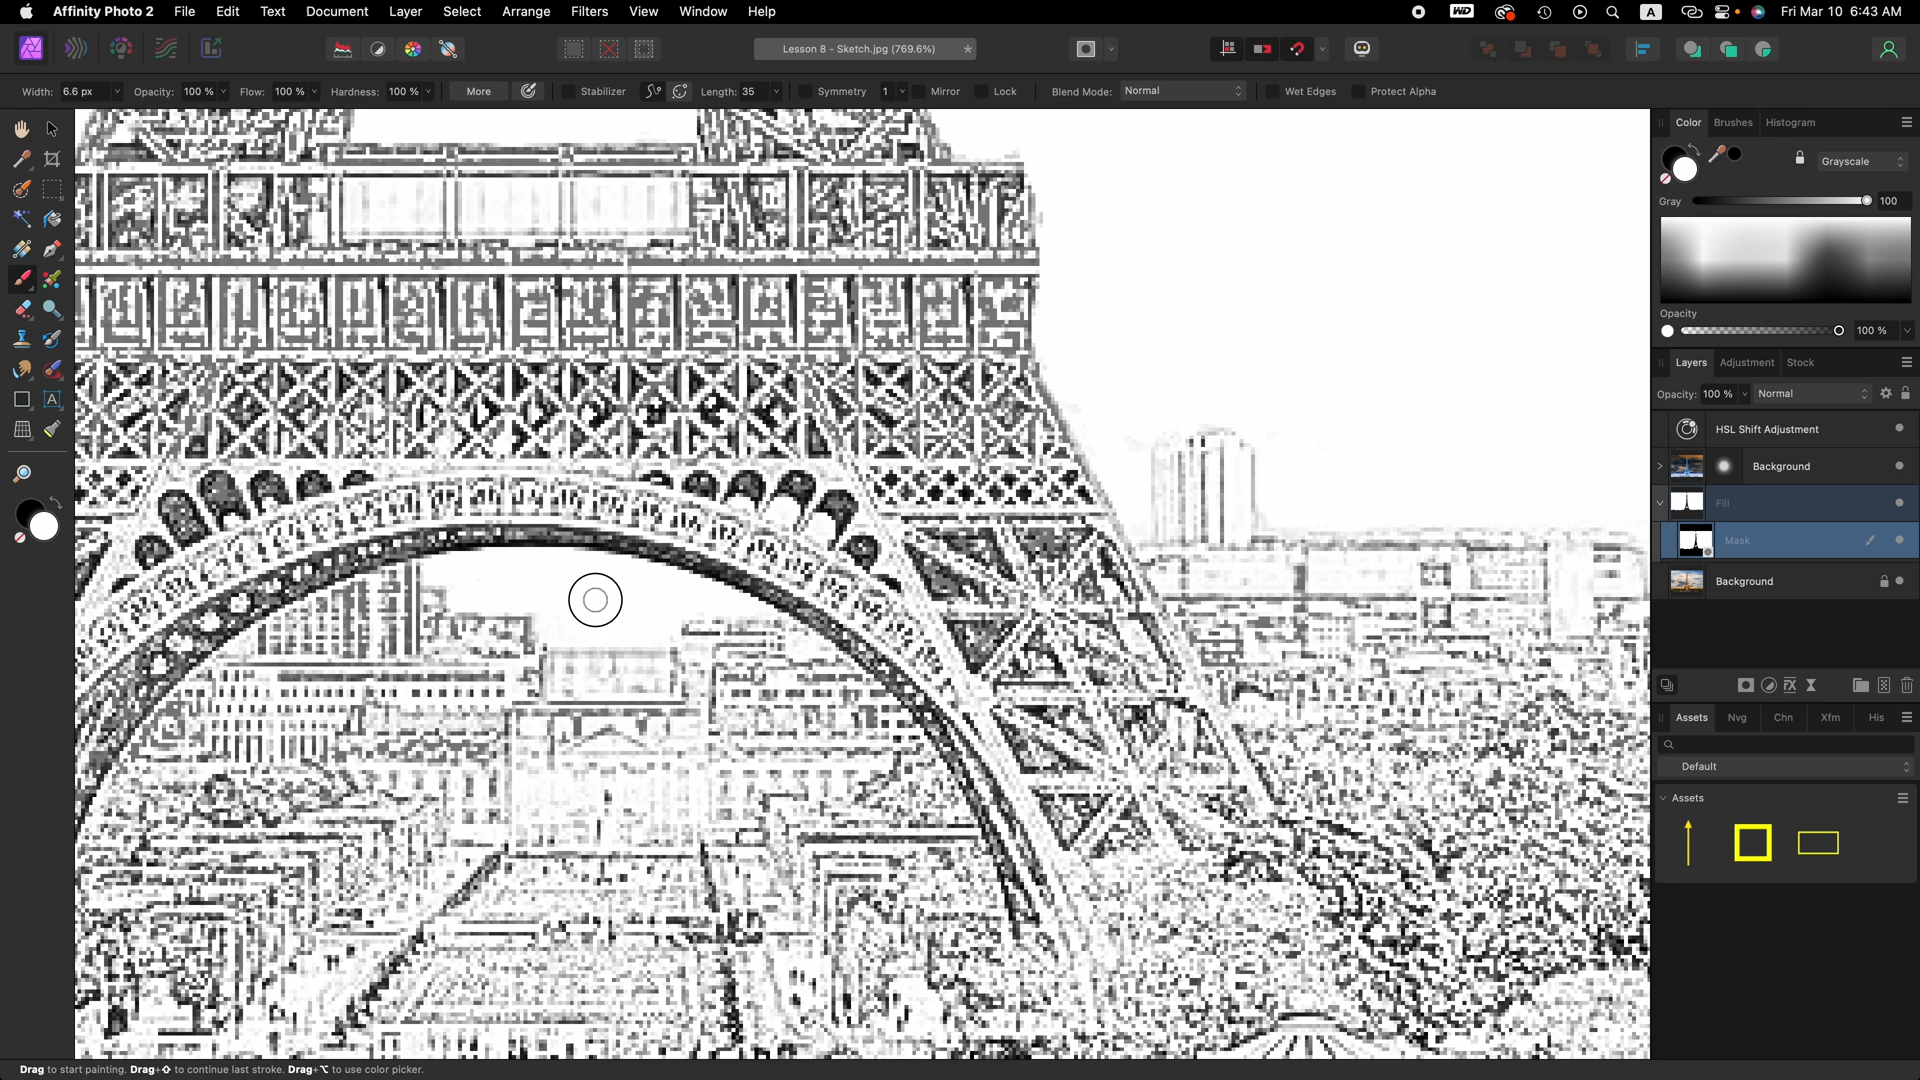 Affinity Photo 2 File Edit Text Document Layer Select Arrange Filters View Window Help WD A Fri Mar 10 6:43 AM
Lesson 8 - Sketch.jpg (769.6%) *
Width: 6.6 px Opacity: 100 % Flow: 100 % Hardness: 100 % More Stabilizer Length: 35 Symmetry 1 Mirror Lock Blend Mode: Normal Wet Edges Protect Alpha
Color Brushes Histogram
Grayscale
Gray 100
Opacity
100 %
Layers Adjustment Stock
Opacity: 100 % Normal
HSL Shift Adjustment
Background
Fill
Mask
Background
Assets Nvg Chn Xfm His
Default
Assets
Drag to start painting. Drag+⇧ to continue last stroke. Drag+⌥ to use color picker.